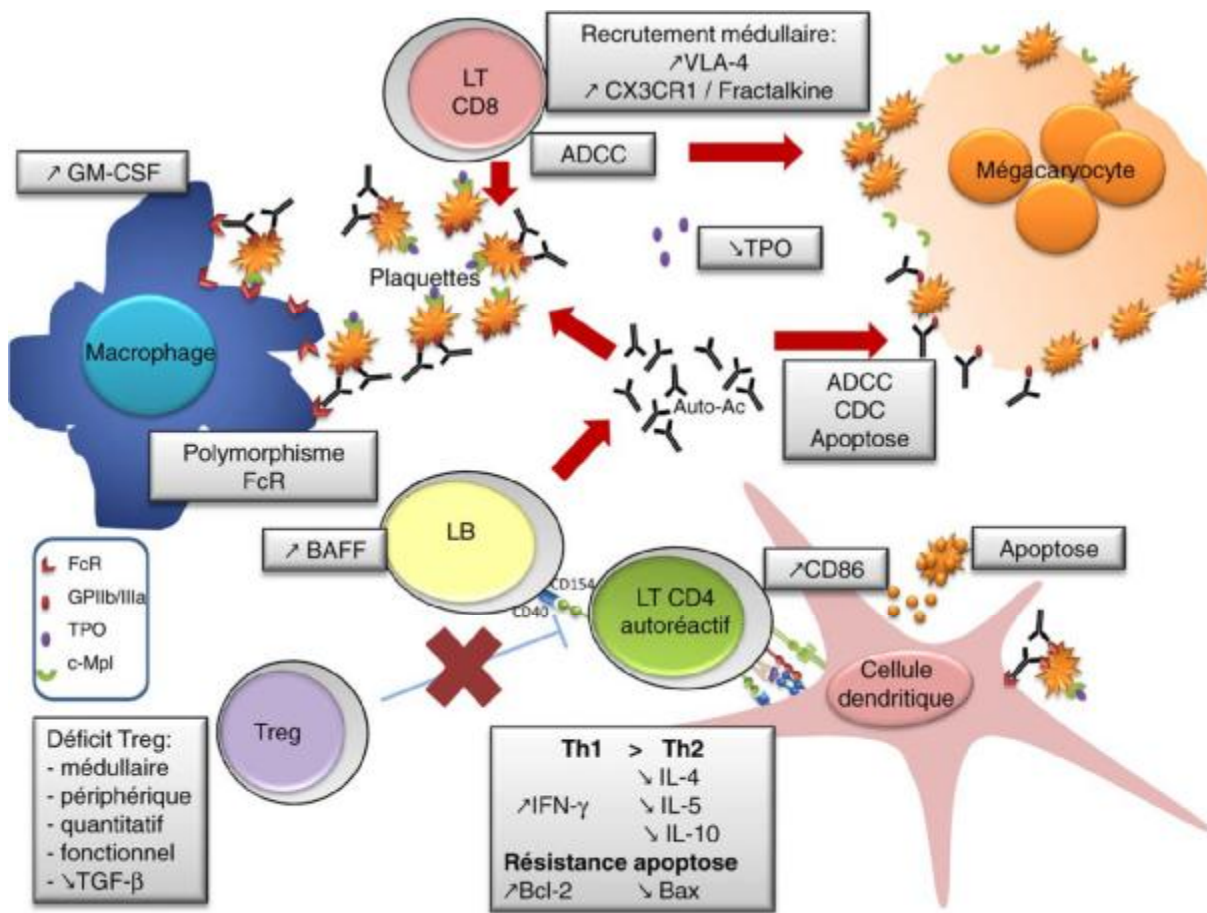 LT
CD8
Recrutement médullaire:
↗VLA-4
↗ CX3CR1 / Fractalkine
ADCC
↗ GM-CSF
Plaquettes
Mégacaryocyte
↘TPO
Macrophage
Polymorphisme
FcR
Auto-Ac
ADCC
CDC
Apoptose
↗ BAFF
LB
CD154
CD40
LT CD4
autoréactif
↗CD86
Apoptose
Cellule
dendritique
FcR
GPIIb/IIIa
TPO
c-Mpl
Treg
Déficit Treg:
- médullaire
- périphérique
- quantitatif
- fonctionnel
- ↘TGF-β
Th1 > Th2
↘ IL-4
↗IFN-γ ↘ IL-5
↘ IL-10
Résistance apoptose
↗Bcl-2 ↘ Bax